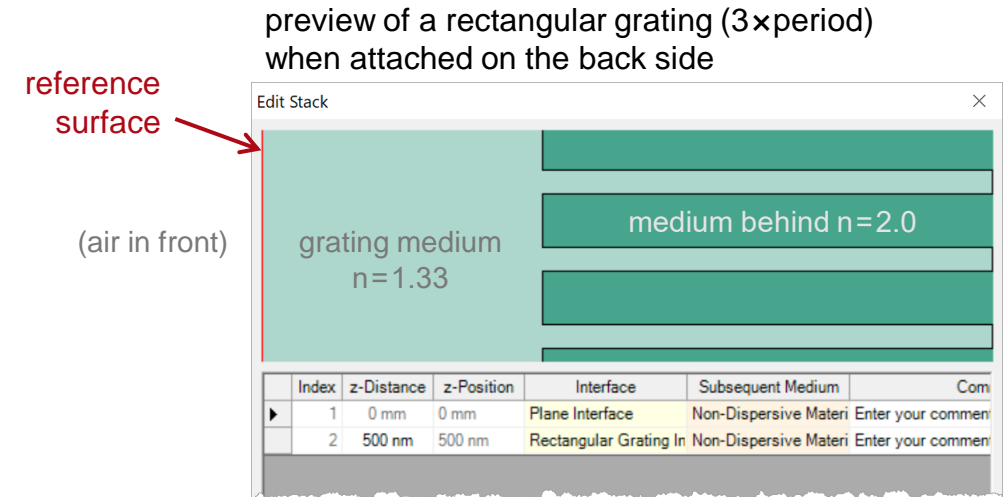 preview of a rectangular grating (3×period)
when attached on the back side
reference
surface
Edit Stack
(air in front)
grating medium
n=1.33
medium behind n=2.0
Index z-Distance z-Position Interface Subsequent Medium Com
1 0 mm 0 mm Plane Interface Non-Dispersive Materi Enter your comment
2 500 nm 500 nm Rectangular Grating In Non-Dispersive Materi Enter your comment